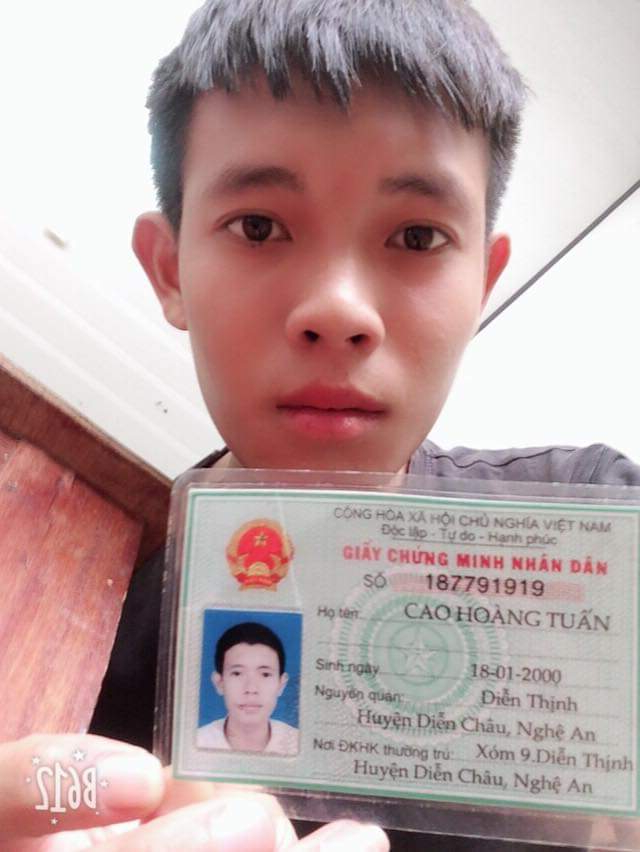 CỘNG HÒA XÃ HỘI CHỦ NGHĨA VIỆT NAM
Độc lập - Tự do - Hạnh phúc
GIẤY CHỨNG MINH NHÂN DÂN
SỐ 187791919
Họ tên: CAO HOÀNG TUẤN
Sinh ngày 18-01-2000
Nguyên quán: Diễn Thịnh
Huyện Diễn Châu, Nghệ An
Nơi ĐKHK thường trú: Xóm 9.Diễn Thịnh
Huyện Diễn Châu, Nghệ An
B612